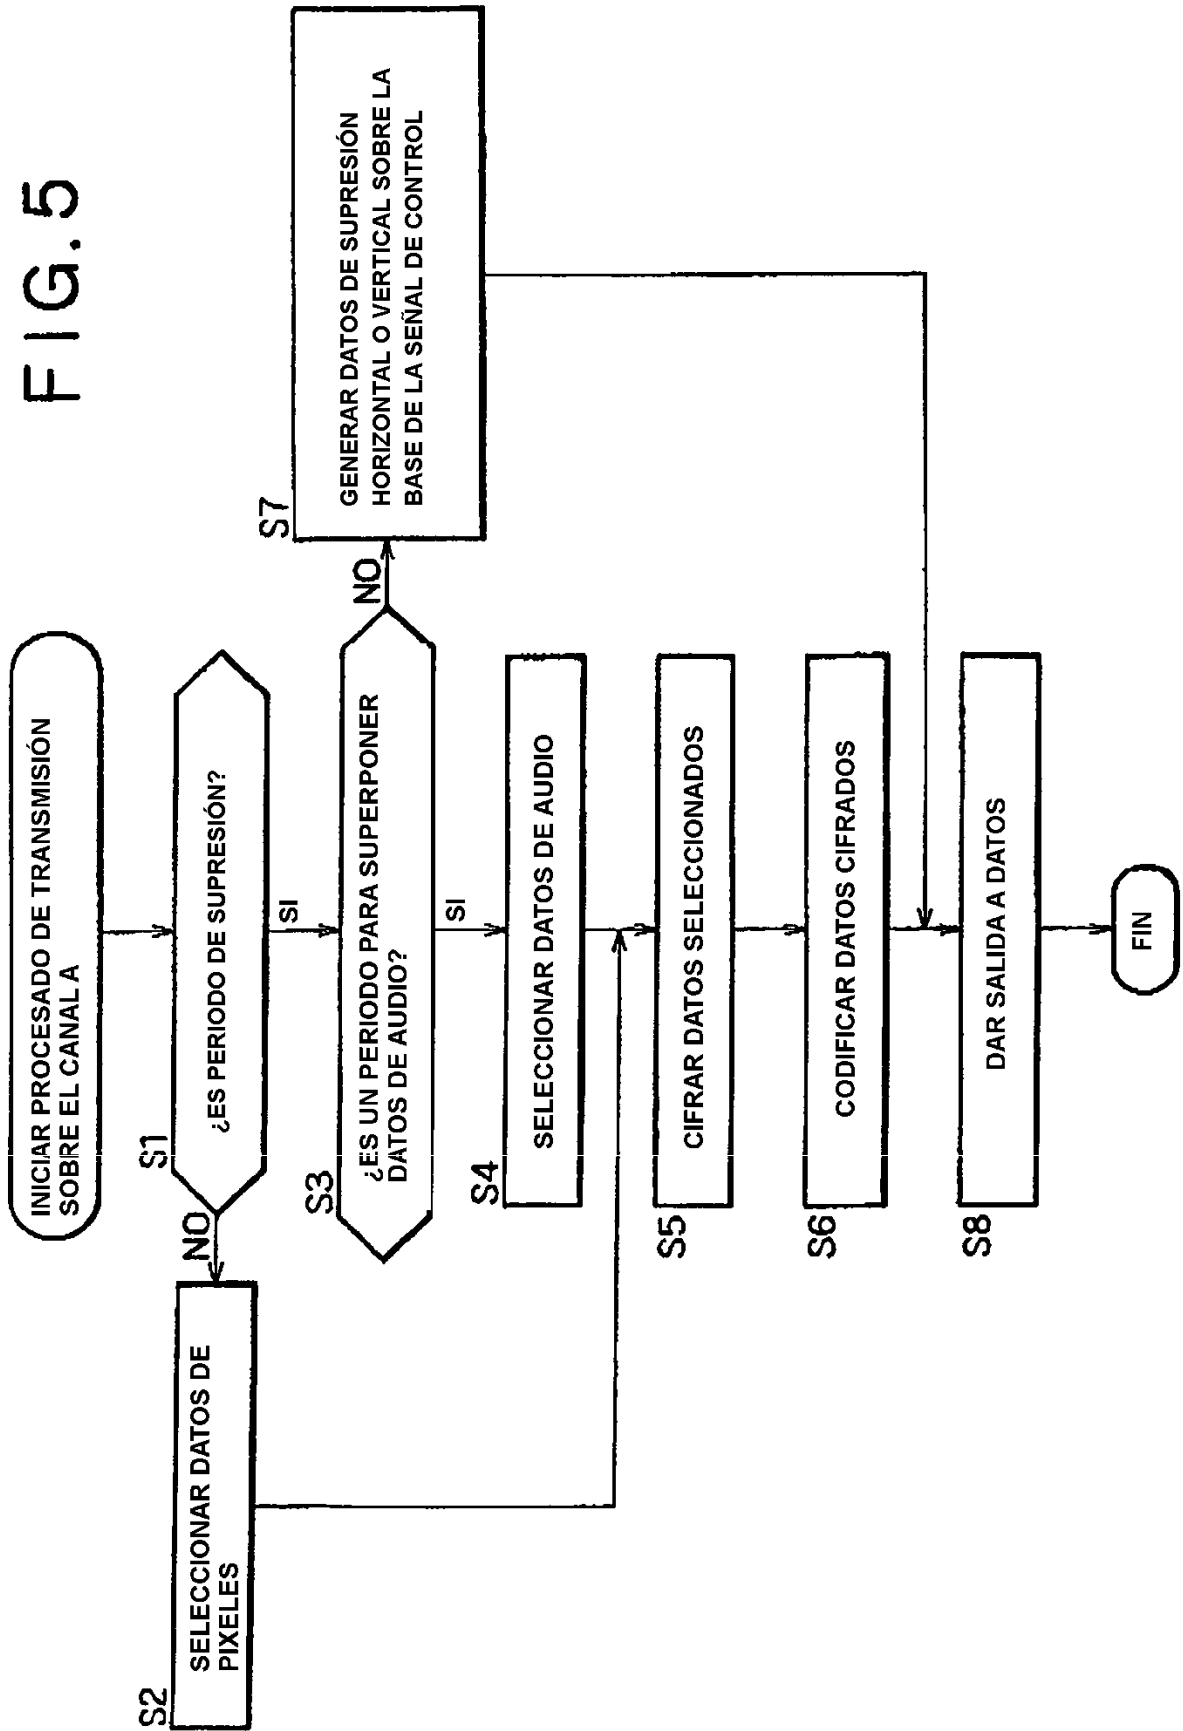 FIG. 5
INICIAR PROCESADO DE TRANSMISIÓN
SOBRE EL CANAL A
S1
¿ES PERIODO DE SUPRESIÓN?
NO
SI
S2
SELECCIONAR DATOS DE
PIXELES
S3
¿ES UN PERIODO PARA SUPERPONER
DATOS DE AUDIO?
NO
SI
S7
GENERAR DATOS DE SUPRESIÓN
HORIZONTAL O VERTICAL SOBRE LA
BASE DE LA SEÑAL DE CONTROL
S4
SELECCIONAR DATOS DE AUDIO
S5
CIFRAR DATOS SELECCIONADOS
S6
CODIFICAR DATOS CIFRADOS
S8
DAR SALIDA A DATOS
FIN